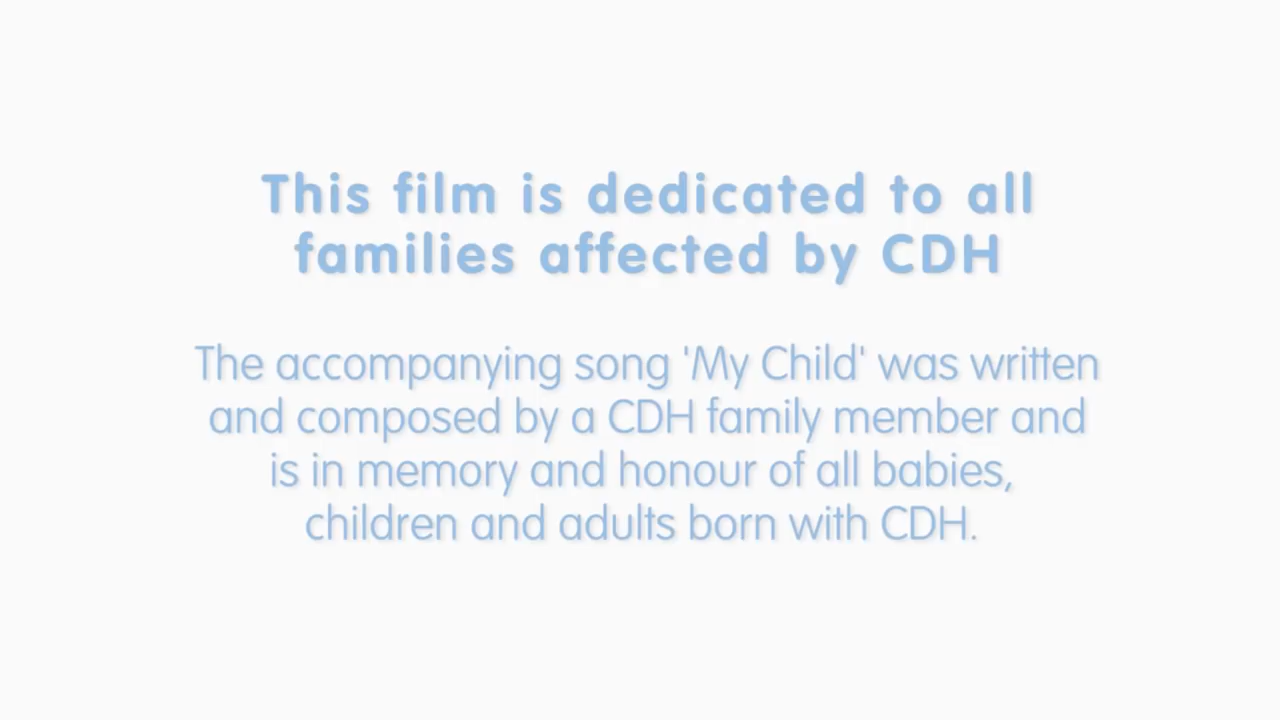 This film is dedicated to all
families affected by CDH
The accompanying song 'My Child' was written
and composed by a CDH family member and
is in memory and honour of all babies,
children and adults born with CDH.